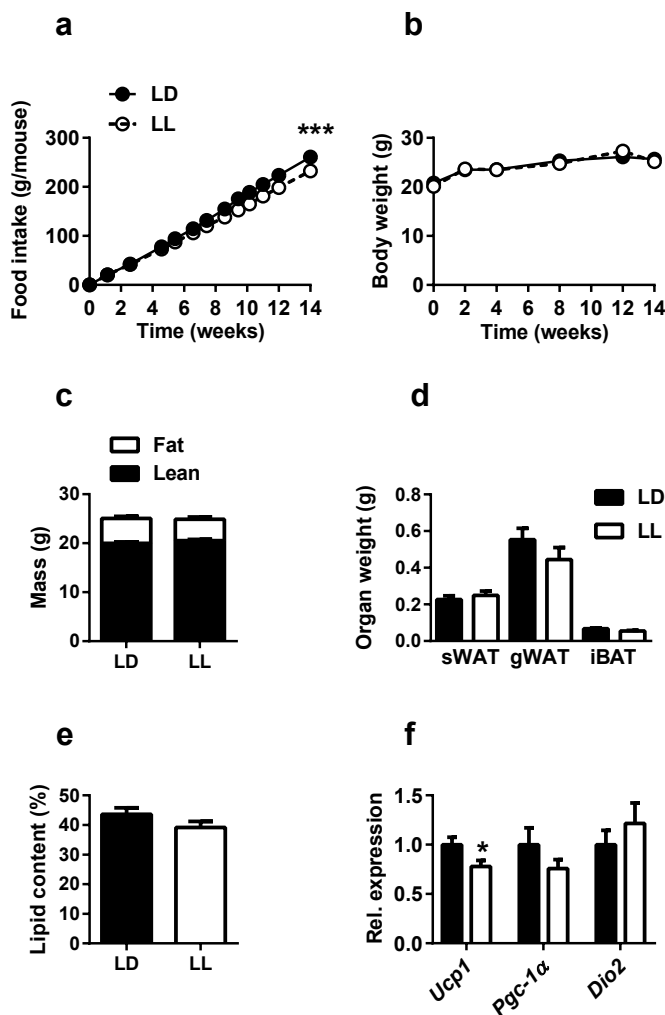 a
LD
LL
***
Food intake (g/mouse)
300
200
100
0
0 2 4 6 8 10 12 14
Time (weeks)
b
Body weight (g)
30
20
10
0
0 2 4 6 8 10 12 14
Time (weeks)
c
Fat
Lean
Mass (g)
30
20
10
0
LD LL
d
LD
LL
Organ weight (g)
0.8
0.6
0.4
0.2
0.0
sWAT gWAT iBAT
e
Lipid content (%)
50
40
30
20
10
0
LD LL
f
Rel. expression
1.5
1.0
0.5
0.0
*
Ucp1 Pgc-1α Dio2